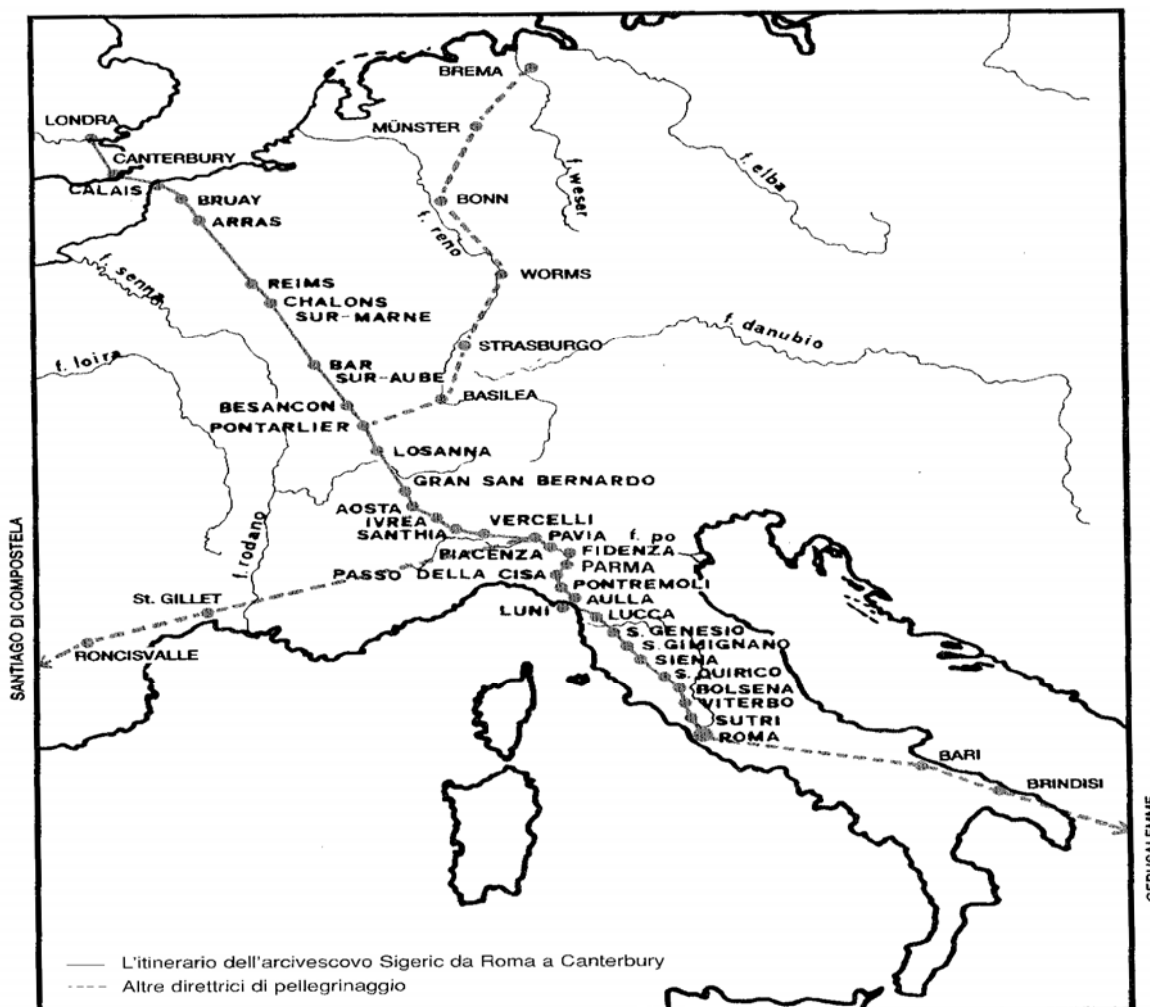 BREMA
LONDRA
MÜNSTER
CANTERBURY
f. elba
CALAIS
f. weser
BRUAY
BONN
ARRAS
f. reno
f. senna
WORMS
REIMS
CHALONS
SUR-MARNE
f. danubio
STRASBURGO
f. loira
BAR
SUR-AUBE
BASILEA
BESANCON
PONTARLIER
LOSANNA
GRAN SAN BERNARDO
AOSTA
IVREA
VERCELLI
SANTHIA
PAVIA
f. po
f. rodano
PIACENZA
FIDENZA
PARMA
PASSO DELLA CISA
PONTREMOLI
St. GILLET
AULLA
LUNI
LUCCA
S. GENESIO
RONCISVALLE
S. GIMIGNANO
SIENA
S. QUIRICO
BOLSENA
VITERBO
SUTRI
ROMA
BARI
BRINDISI
SANTIAGO DI COMPOSTELA
GERUSALEMME
L'itinerario dell'arcivescovo Sigeric da Roma a Canterbury
Altre direttrici di pellegrinaggio